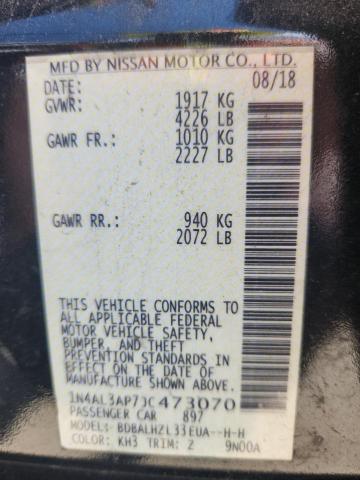 MFD BY NISSAN MOTOR CO., LTD.
DATE: 08/18
GVWR: 1917 KG
4226 LB
GAWR FR.: 1010 KG
2227 LB
GAWR RR.: 940 KG
2072 LB
THIS VEHICLE CONFORMS TO
ALL APPLICABLE FEDERAL
MOTOR VEHICLE SAFETY,
BUMPER, AND THEFT
PREVENTION STANDARDS
IN EFFECT ON THE DATE OF
MANUFACTURE SHOWN ABOVE.
1N4AL3AP7JC473070
PASSENGER CAR 897
MODEL: BDBALHZL33EUA--H-H
COLOR: KH3 TRIM: 2 9N00A